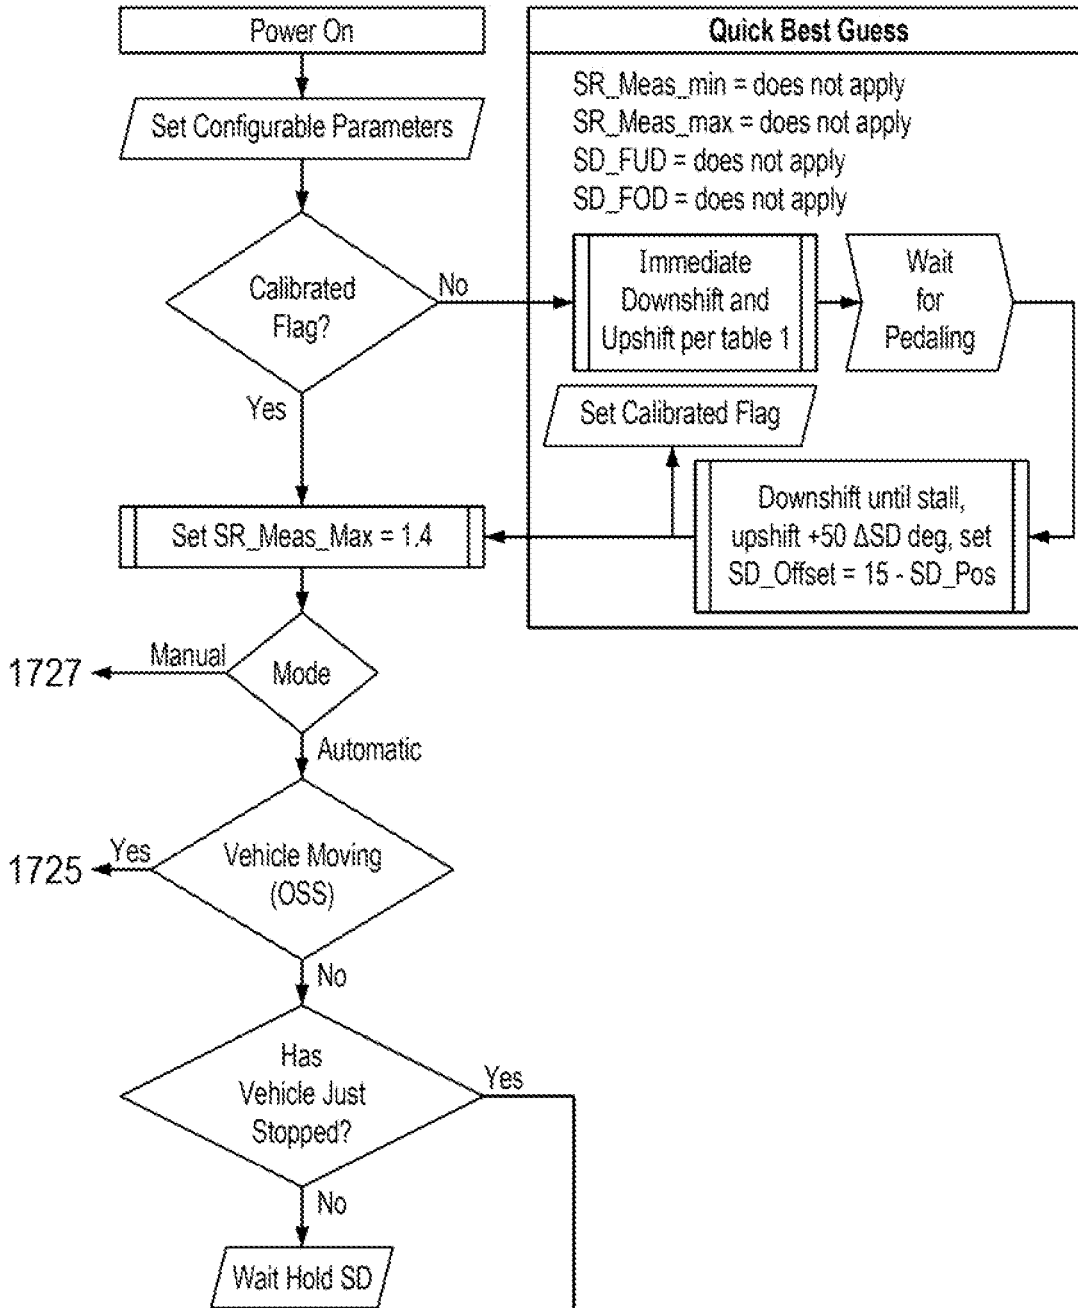 Power On
Set Configurable Parameters
Calibrated
Flag?
No
Yes
Quick Best Guess
SR_Meas_min = does not apply
SR_Meas_max = does not apply
SD_FUD = does not apply
SD_FOD = does not apply
Immediate
Downshift and
Upshift per table 1
Wait
for
Pedaling
Set Calibrated Flag
Downshift until stall,
upshift +50 ΔSD deg, set
SD_Offset = 15 - SD_Pos
Set SR_Meas_Max = 1.4
Mode
Manual
1727
Automatic
Vehicle Moving
(OSS)
Yes
1725
No
Has
Vehicle Just
Stopped?
Yes
No
Wait Hold SD